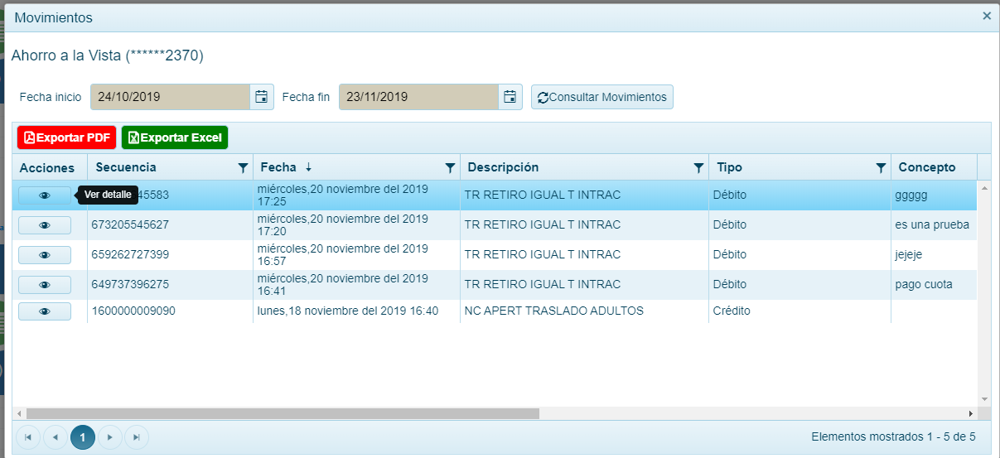 Movimientos
Ahorro a la Vista (******2370)
Fecha inicio 24/10/2019 Fecha fin 23/11/2019 Consultar Movimientos
Exportar PDF Exportar Excel
Acciones Secuencia Fecha Descripción Tipo Concepto
Ver detalle 45583 miércoles,20 noviembre del 2019 17:25 TR RETIRO IGUAL T INTRAC Débito ggggg
673205545627 miércoles,20 noviembre del 2019 17:20 TR RETIRO IGUAL T INTRAC Débito es una prueba
659262727399 miércoles,20 noviembre del 2019 16:57 TR RETIRO IGUAL T INTRAC Débito jejeje
649737396275 miércoles,20 noviembre del 2019 16:41 TR RETIRO IGUAL T INTRAC Débito pago cuota
1600000009090 lunes,18 noviembre del 2019 16:40 NC APERT TRASLADO ADULTOS Crédito
1 Elementos mostrados 1 - 5 de 5